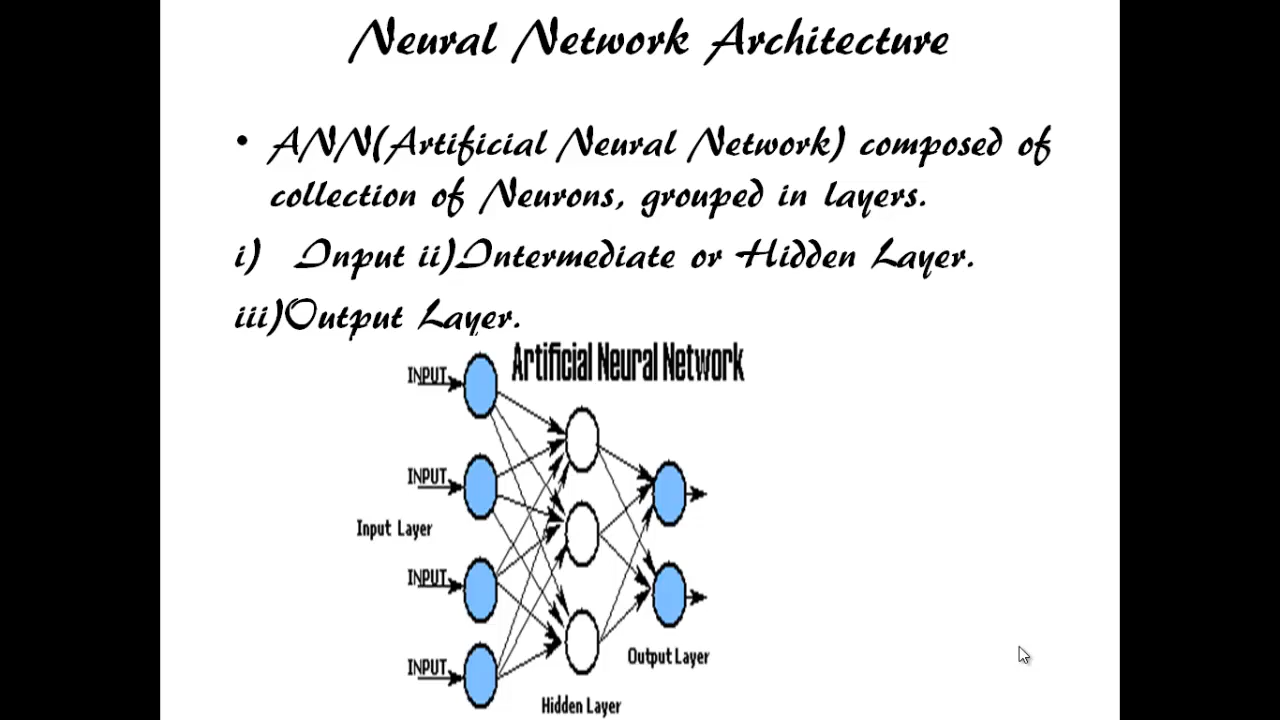 Neural Network Architecture
• ANN(Artificial Neural Network) composed of
collection of Neurons, grouped in layers.
i) Input ii)Intermediate or Hidden Layer.
iii)Output Layer.
Artificial Neural Network
INPUT
INPUT
Input Layer
INPUT
Output Layer
INPUT
Hidden Layer